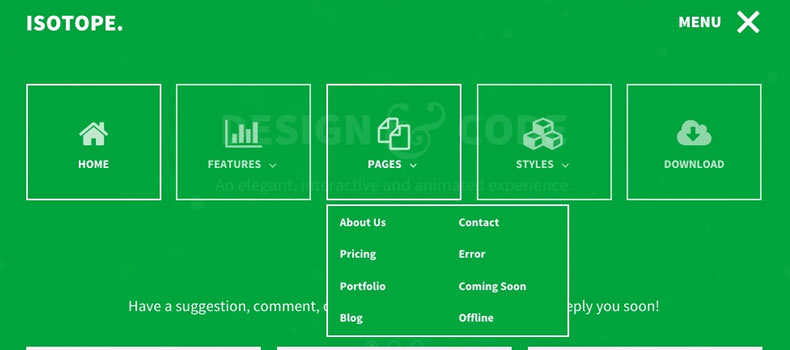 ISOTOPE.
MENU
DESIGN & CODE
HOME
FEATURES
PAGES
STYLES
DOWNLOAD
An elegant, interactive and animated experience.
About Us
Contact
Pricing
Error
Portfolio
Coming Soon
Blog
Offline
Have a suggestion, comment,
eply you soon!